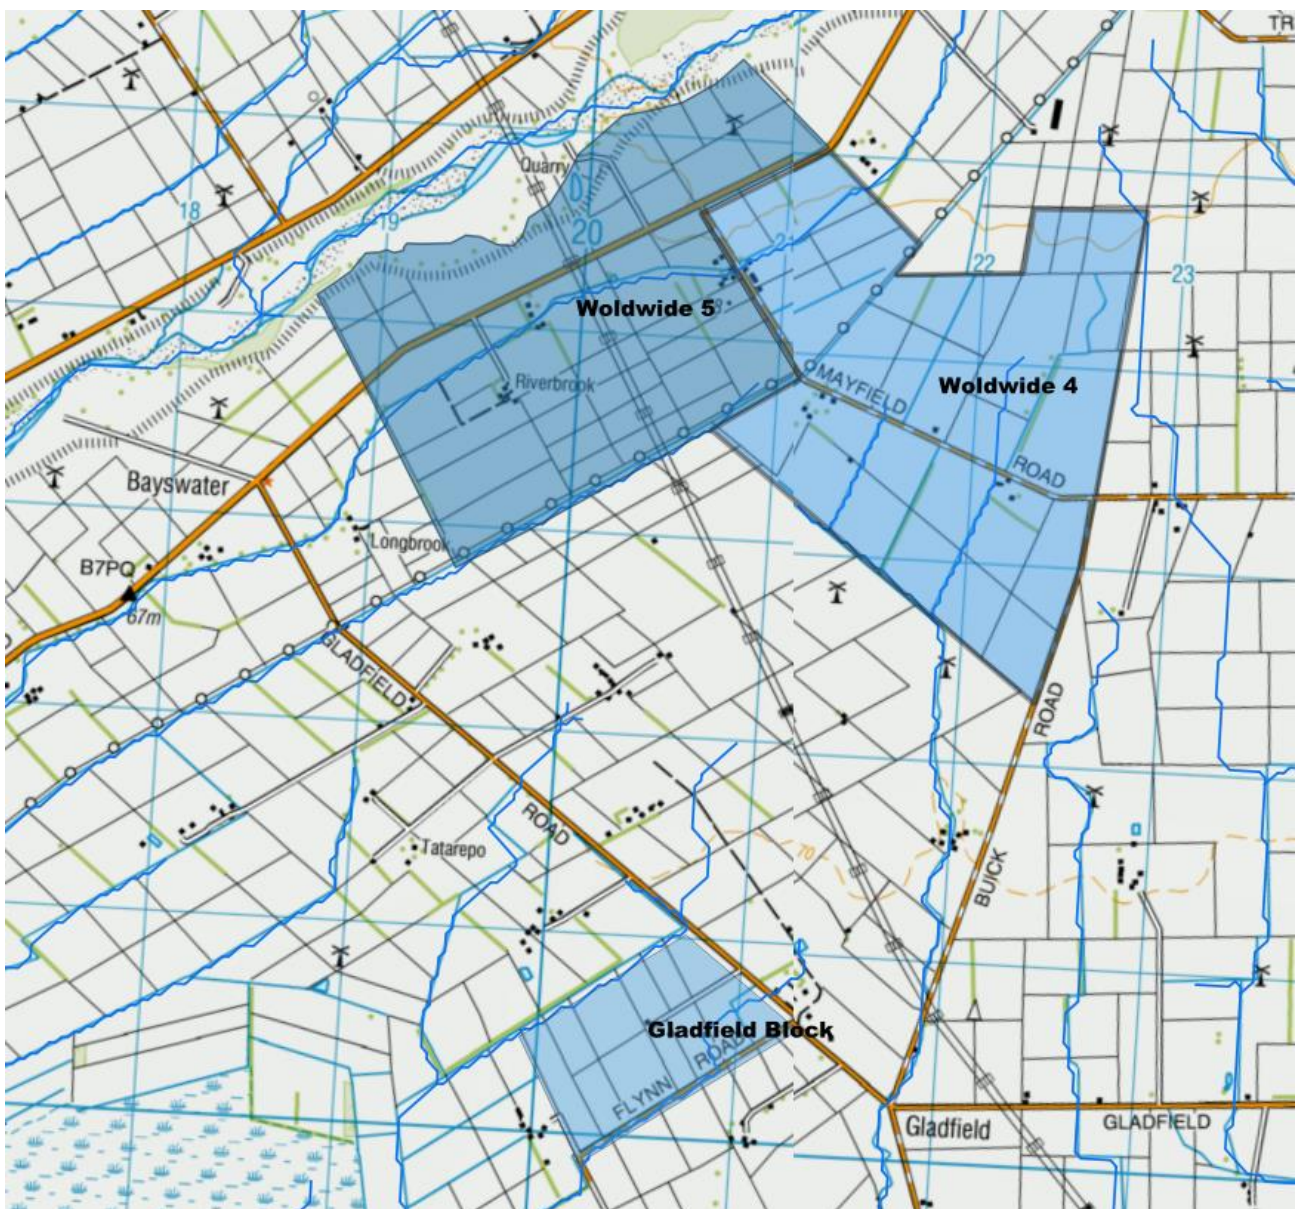 TR
Quarry
18
19
20
21
22
23
Woldwide 5
8
Riverbrook
Woldwide 4
MAYFIELD
ROAD
Bayswater
Longbrook
B7PQ
67m
GLADFIELD
ROAD
ROAD
Tatarepo
70
BUICK
Gladfield Block
FLYNN ROAD
Gladfield
GLADFIELD